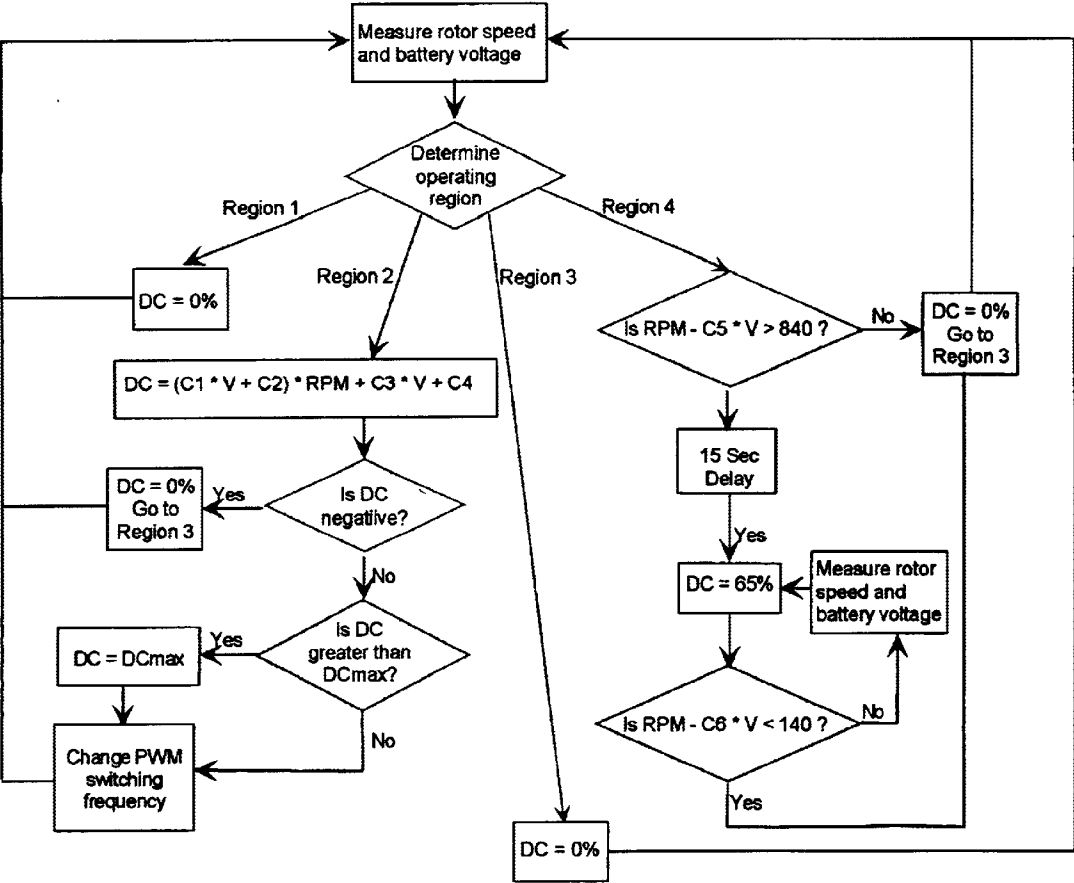 Measure rotor speed
and battery voltage
Determine
operating
region
Region 1
Region 2
Region 3
Region 4
DC = 0%
Is RPM - C5 * V > 840 ?
No
DC = 0%
Go to
Region 3
DC = (C1 * V + C2) * RPM + C3 * V + C4
15 Sec
Delay
DC = 0%
Go to
Region 3
Yes
Is DC
negatiive?
Yes
No
DC = 65%
Measure rotor
speed and
battery voltage
Is DC
greater than
DCmax?
Yes
DC = DCmax
No
Is RPM - C6 * V < 140 ?
No
Change PWM
switching
frequency
Yes
DC = 0%